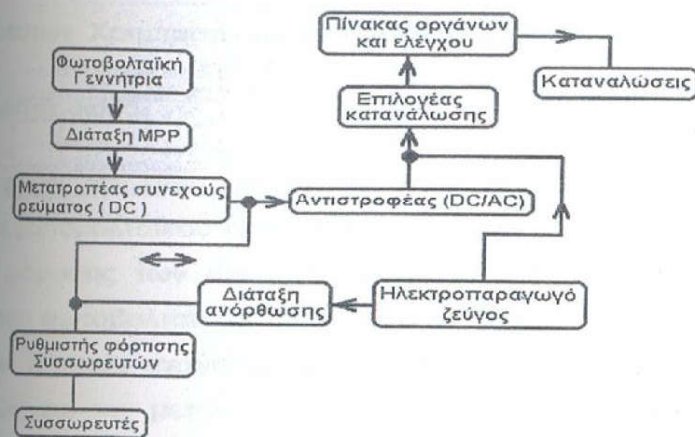 Πίνακας οργάνων
και ελέγχου
Φωτοβολταϊκή
Γεννήτρια
Καταναλώσεις
Επιλογέας
κατανάλωσης
Διάταξη MPP
Μετατροπέας συνεχούς
ρεύματος ( DC )
Αντιστροφέας (DC/AC)
Διάταξη
ανόρθωσης
Ηλεκτροπαραγωγό
ζεύγος
Ρυθμιστής φόρτισης
Συσσωρευτών
Συσσωρευτές